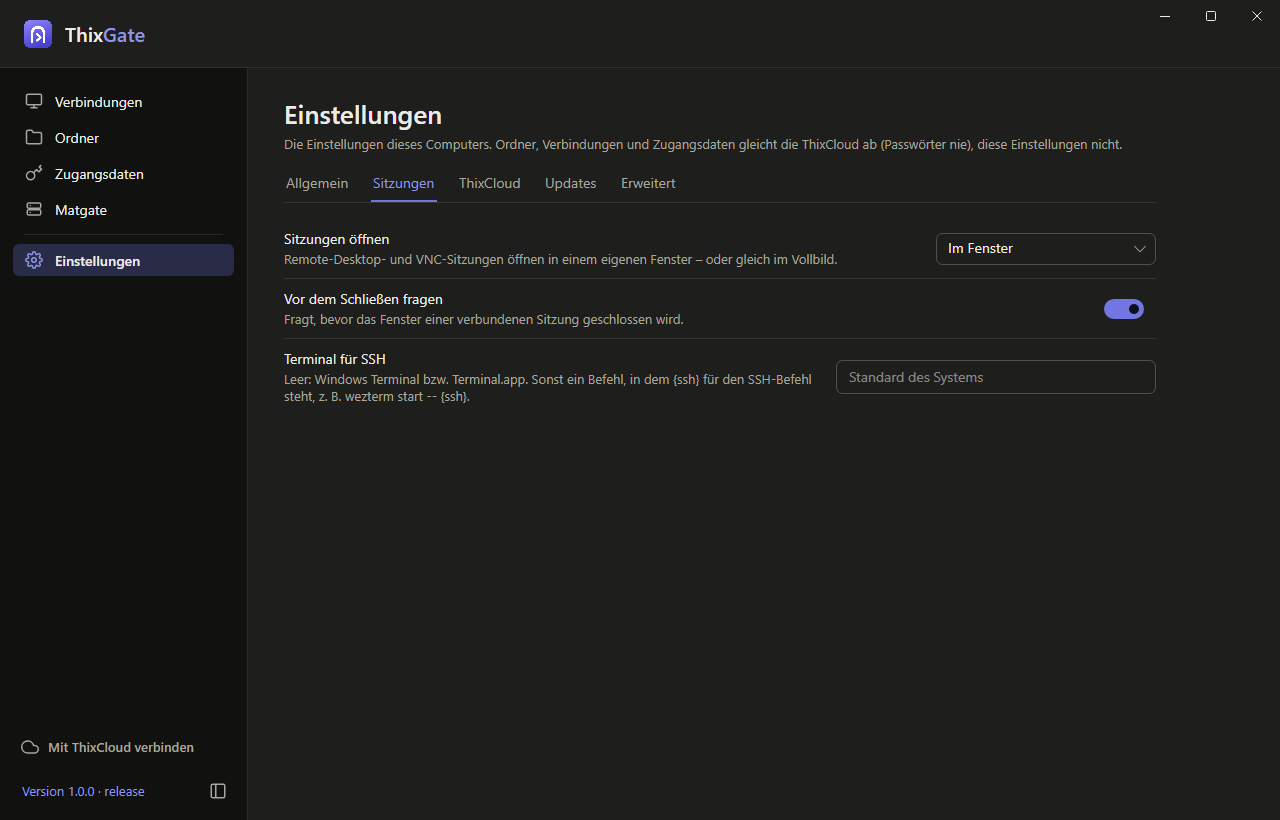 ThixGate
Verbindungen
Ordner
Zugangsdaten
Matgate
Einstellungen
Mit ThixCloud verbinden
Version 1.0.0 · release
Einstellungen
Die Einstellungen dieses Computers. Ordner, Verbindungen und Zugangsdaten gleicht die ThixCloud ab (Passwörter nie), diese Einstellungen nicht.
Allgemein Sitzungen ThixCloud Updates Erweitert
Sitzungen öffnen
Remote-Desktop- und VNC-Sitzungen öffnen in einem eigenen Fenster – oder gleich im Vollbild.
Im Fenster
Vor dem Schließen fragen
Fragt, bevor das Fenster einer verbundenen Sitzung geschlossen wird.
Terminal für SSH
Leer: Windows Terminal bzw. Terminal.app. Sonst ein Befehl, in dem {ssh} für den SSH-Befehl
steht, z. B. wezterm start -- {ssh}.
Standard des Systems